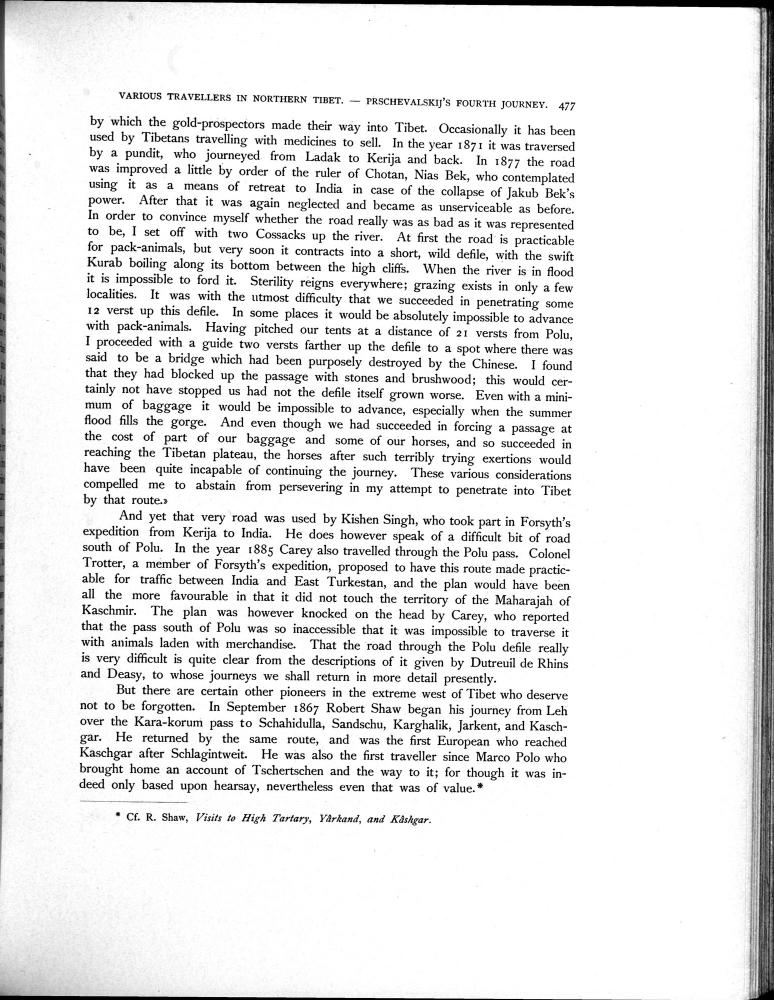 VARIOUS TRAVELLERS IN NORTHERN TIBET. — PRSCHEVALSKIJ'S FOURTH JOURNEY. 477
by which the gold-prospectors made their way into Tibet. Occasionally it has been
used by Tibetans travelling with medicines to sell. In the year 1871 it was traversed
by a pundit, who journeyed from Ladak to Kerija and back. In 1877 the road
was improved a little by order of the ruler of Chotan, Nias Bek, who contemplated
using it as a means of retreat to India in case of the collapse of Jakub Bek's
power. After that it was again neglected and became as unserviceable as before.
In order to convince myself whether the road really was as bad as it was represented
to be, I set off with two Cossacks up the river. At first the road is practicable
for pack-animals, but very soon it contracts into a short, wild defile, with the swift
Kurab boiling along its bottom between the high cliffs. When the river is in flood
it is impossible to ford it. Sterility reigns everywhere; grazing exists in only a few
localities. It was with the utmost difficulty that we succeeded in penetrating some
12 verst up this defile. In some places it would be absolutely impossible to advance
with pack-animals. Having pitched our tents at a distance of 21 versts from Polu,
I proceeded with a guide two versts farther up the defile to a spot where there was
said to be a bridge which had been purposely destroyed by the Chinese. I found
that they had blocked up the passage with stones and brushwood; this would cer-
tainly not have stopped us had not the defile itself grown worse. Even with a mini-
mum of baggage it would be impossible to advance, especially when the summer
flood fills the gorge. And even though we had succeeded in forcing a passage at
the cost of part of our baggage and some of our horses, and so succeeded in
reaching the Tibetan plateau, the horses after such terribly trying exertions would
have been quite incapable of continuing the journey. These various considerations
compelled me to abstain from persevering in my attempt to penetrate into Tibet
by that route.»
And yet that very road was used by Kishen Singh, who took part in Forsyth's
expedition from Kerija to India. He does however speak of a difficult bit of road
south of Polu. In the year 1885 Carey also travelled through the Polu pass. Colonel
Trotter, a member of Forsyth's expedition, proposed to have this route made practic-
able for traffic between India and East Turkestan, and the plan would have been
all the more favourable in that it did not touch the territory of the Maharajah of
Kaschmir. The plan was however knocked on the head by Carey, who reported
that the pass south of Polu was so inaccessible that it was impossible to traverse it
with animals laden with merchandise. That the road through the Polu defile really
is very difficult is quite clear from the descriptions of it given by Dutreuil de Rhins
and Deasy, to whose journeys we shall return in more detail presently.
But there are certain other pioneers in the extreme west of Tibet who deserve
not to be forgotten. In September 1867 Robert Shaw began his journey from Leh
over the Kara-korum pass to Schahidulla, Sandschu, Karghalik, Jarkent, and Kasch-
gar. He returned by the same route, and was the first European who reached
Kaschgar after Schlagintweit. He was also the first traveller since Marco Polo who
brought home an account of Tschertschen and the way to it; for though it was in-
deed only based upon hearsay, nevertheless even that was of value.*
* Cf. R. Shaw, Visits to High Tartary, Yârkand, and Kâshgar.